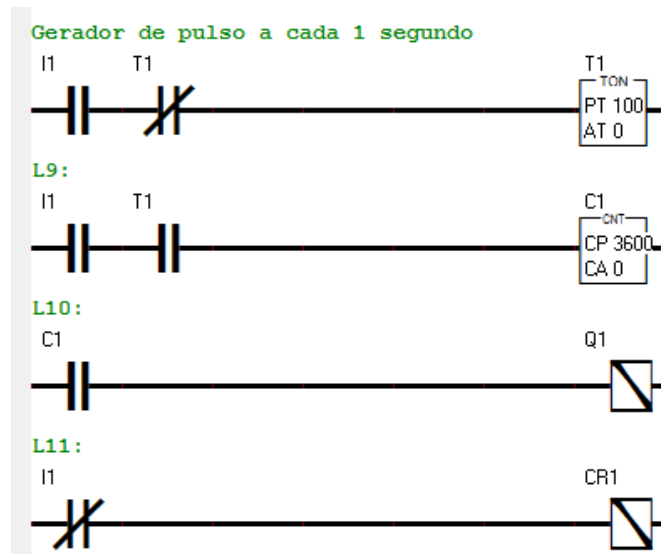 Gerador de pulso a cada 1 segundo
I1 T1 T1
TON
PT 100
AT 0
L9:
I1 T1 C1
CNT
CP 3600
CA 0
L10:
C1 Q1
L11:
I1 CR1